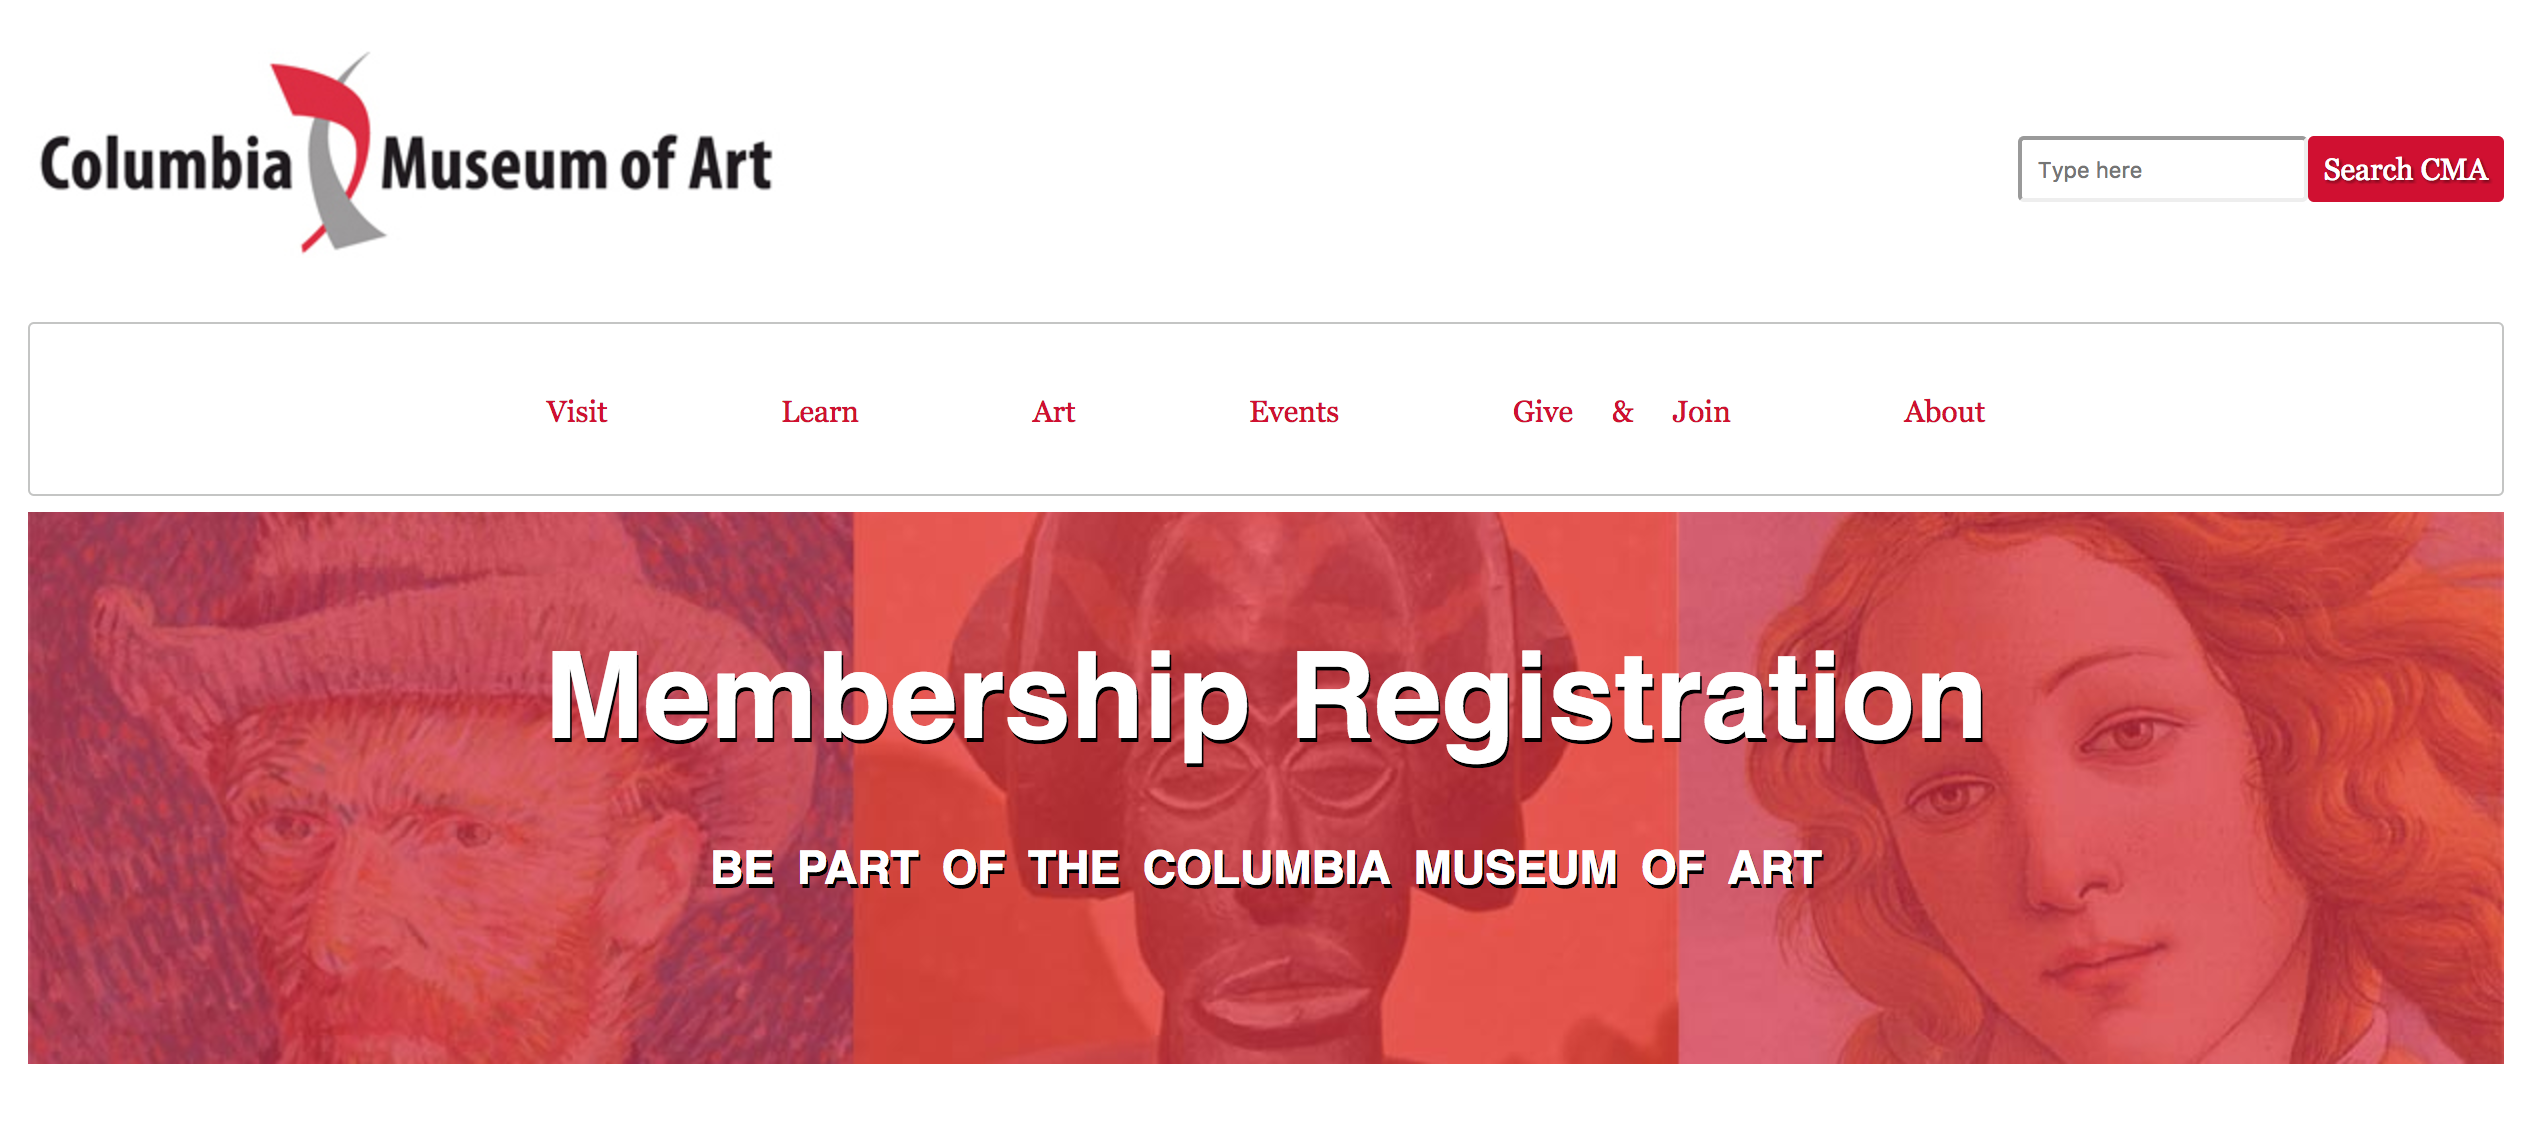 Columbia Museum of Art
Type here
Search CMA
Visit Learn Art Events Give & Join About
Membership Registration
BE PART OF THE COLUMBIA MUSEUM OF ART